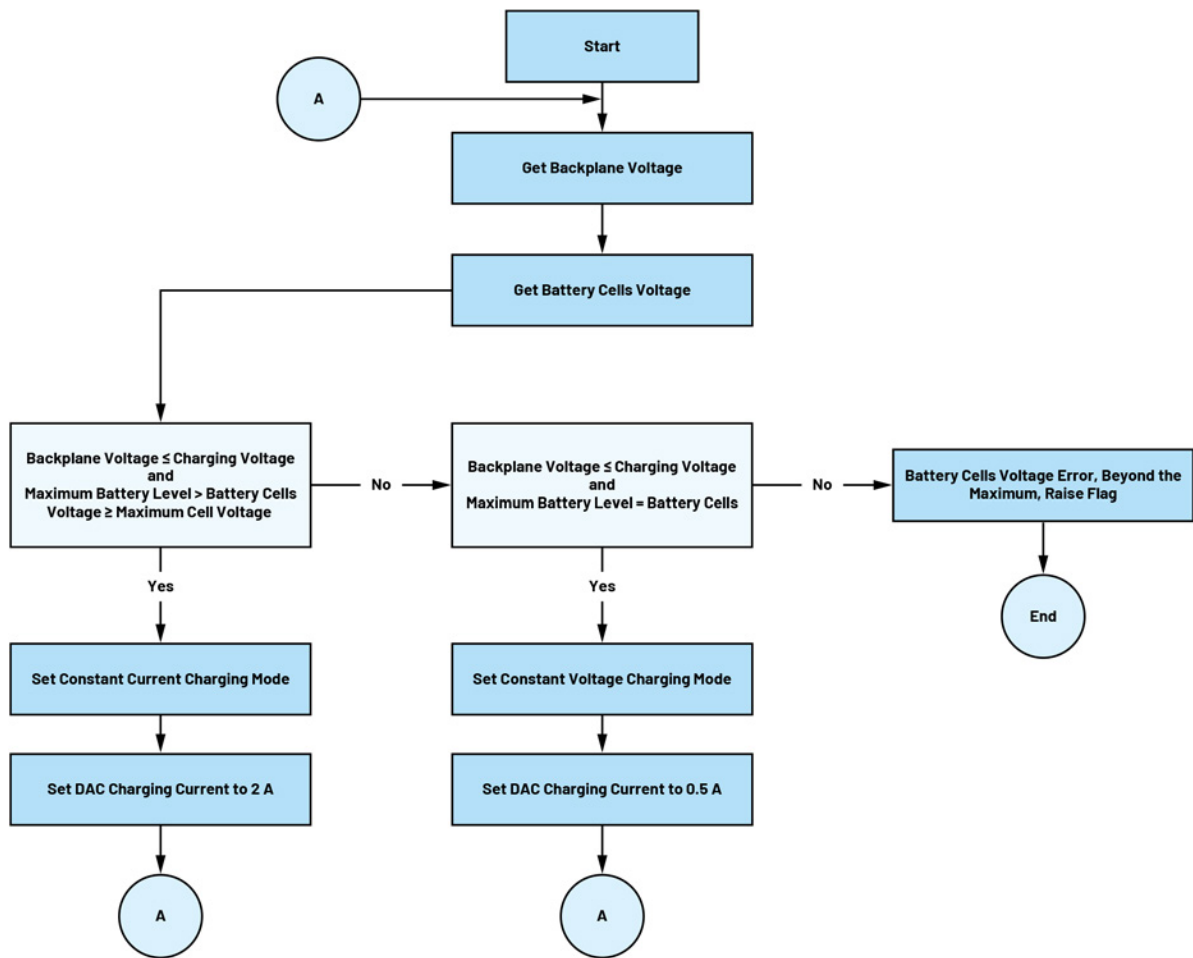 Start
A
Get Backplane Voltage
Get Battery Cells Voltage
Backplane Voltage ≤ Charging Voltage
and
Maximum Battery Level > Battery Cells
Voltage ≥ Maximum Cell Voltage
No
Backplane Voltage ≤ Charging Voltage
and
Maximum Battery Level = Battery Cells
No
Battery Cells Voltage Error, Beyond the
Maximum, Raise Flag
Yes
Yes
End
Set Constant Current Charging Mode
Set Constant Voltage Charging Mode
Set DAC Charging Current to 2 A
Set DAC Charging Current to 0.5 A
A
A